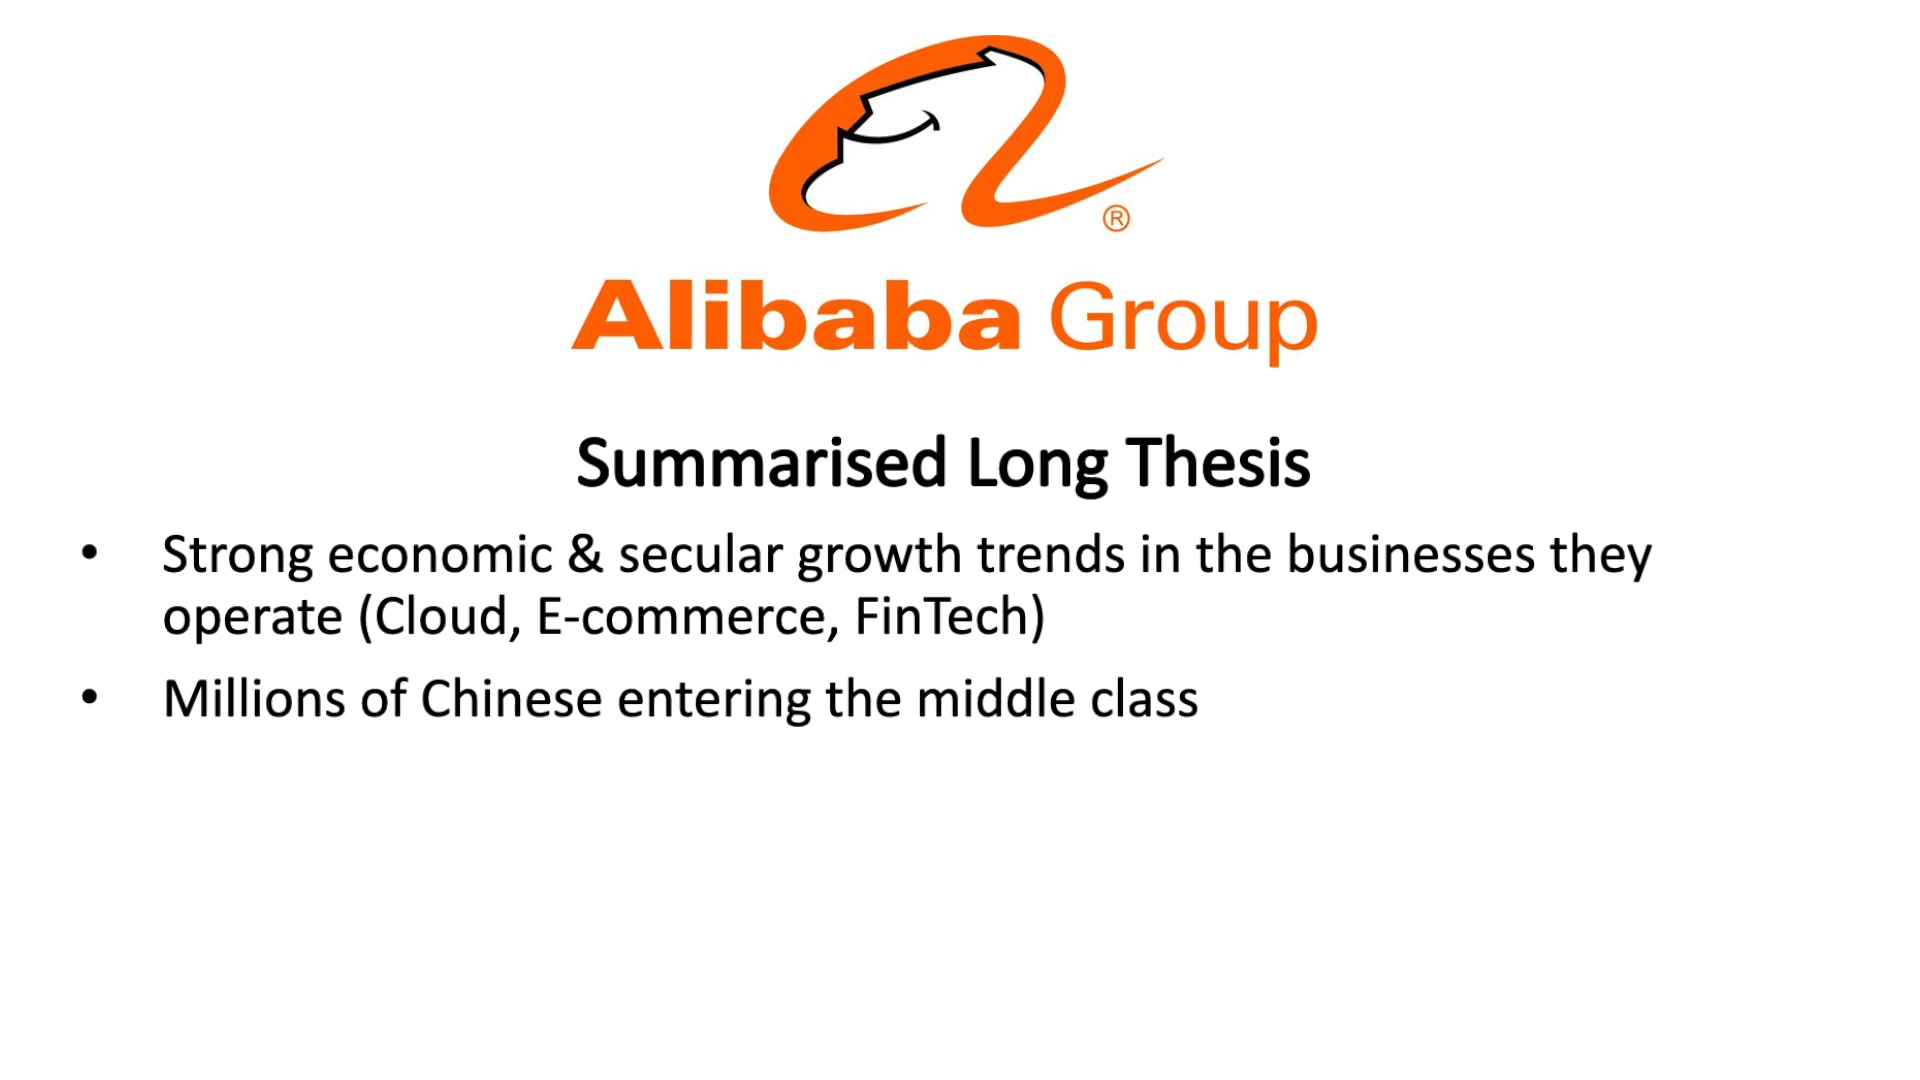 ®
Alibaba Group
Summarised Long Thesis
• Strong economic & secular growth trends in the businesses they
operate (Cloud, E-commerce, FinTech)
• Millions of Chinese entering the middle class